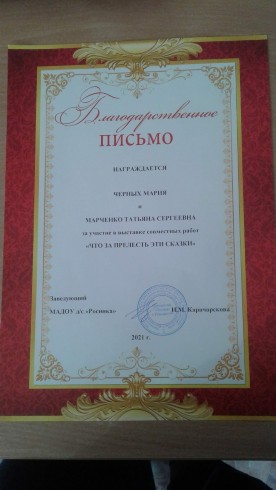 Благодарственное
ПИСЬМО
НАГРАЖДАЕТСЯ
ЧЕРНЫХ МАРИЯ
и
МАРЧЕНКО ТАТЬЯНА СЕРГЕЕВНА
за участие в выставке совместных работ
«ЧТО ЗА ПРЕЛЕСТЬ ЭТИ СКАЗКИ»
Заведующий
МАДОУ д/с «Росинка» Н.М. Карачарскова
2021 г.